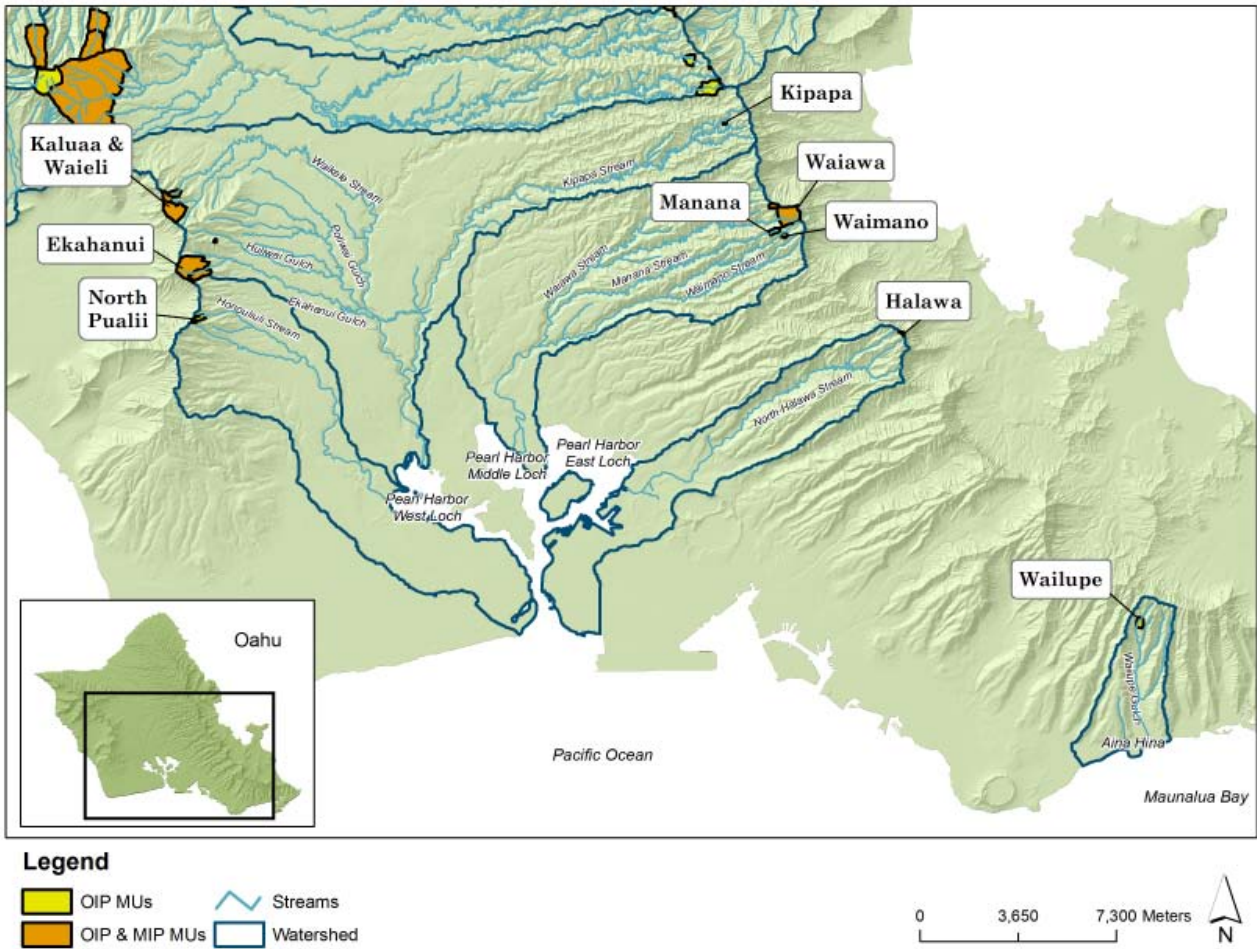 Kipapa
Kaluaa &
Waieli
Waiawa
Manana
Waimano
Ekahanui
North
Pualii
Halawa
Wailupe
Waikele Stream
Kipapa Stream
Poliwai Gulch
Huliwai Gulch
Ekahanui Gulch
Honouliuli Stream
Waiawa Stream
Manana Stream
Waimano Stream
North Halawa Stream
Pearl Harbor
East Loch
Pearl Harbor
Middle Loch
Pearl Harbor
West Loch
Wailupe Gulch
Aina Hina
Oahu
Pacific Ocean
Maunalua Bay
Legend
OIP MUs
Streams
OIP & MIP MUs
Watershed
0 3,650 7,300 Meters
N